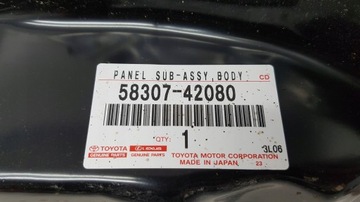 PANEL SUB-ASSY, BODY
CD
58307-42080
QTY:
1
TOYOTA
GENUINE PARTS
LEXUS
GENUINE PARTS
3L06
TOYOTA MOTOR CORPORATION
MADE IN JAPAN
23